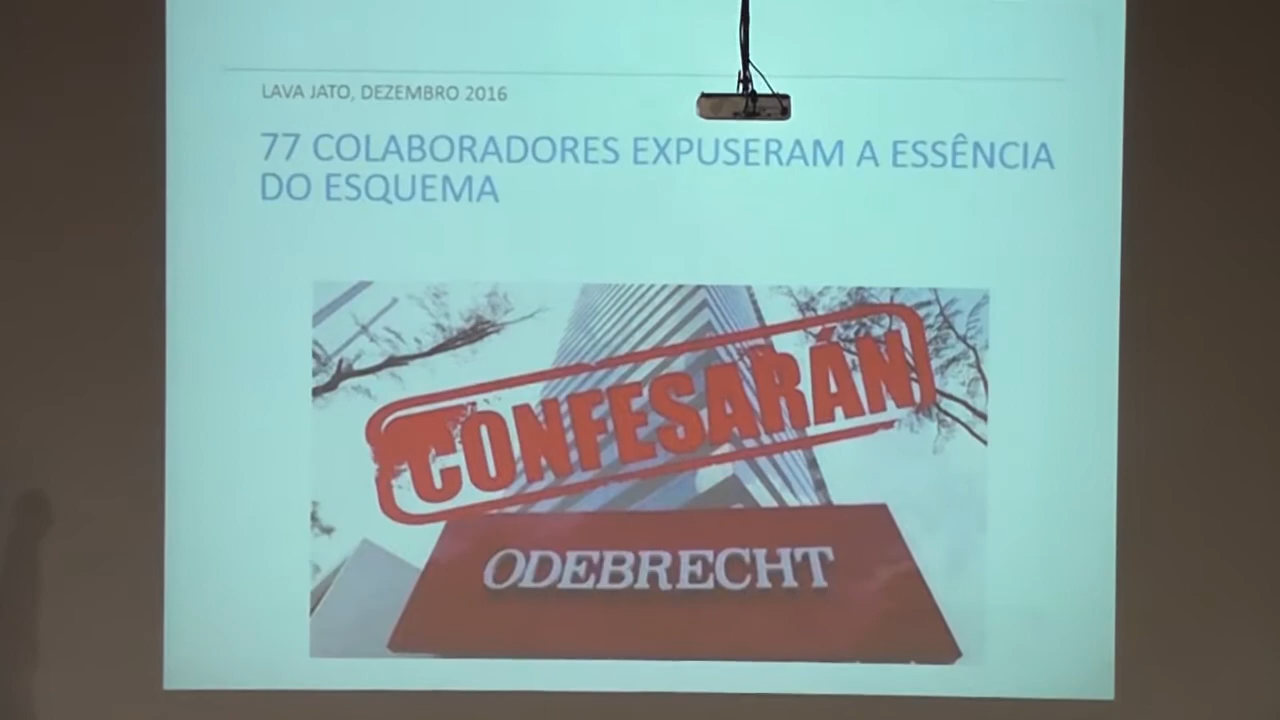 LAVA JATO, DEZEMBRO 2016
77 COLABORADORES EXPUSERAM A ESSÊNCIA
DO ESQUEMA
CONFESARÁN
ODEBRECHT